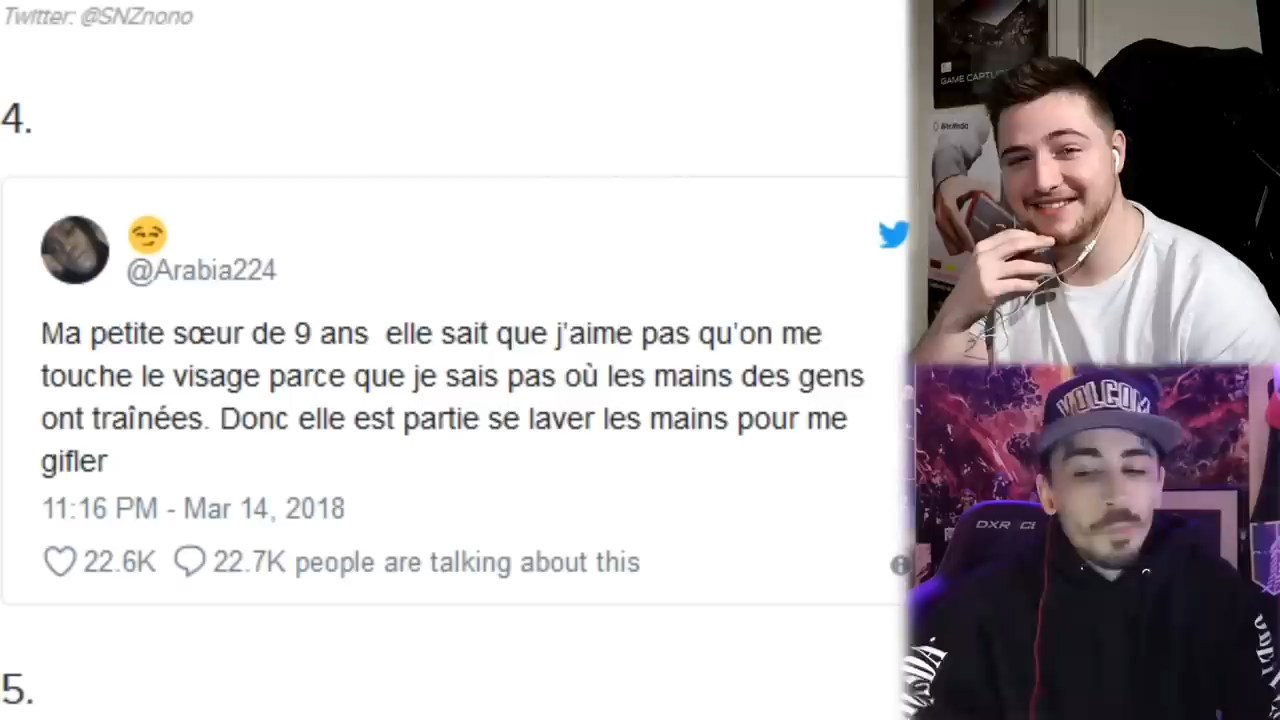 Twitter: @SNZnono
4.
😏
@Arabia224
Ma petite sœur de 9 ans  elle sait que j'aime pas qu'on me
touche le visage parce que je sais pas où les mains des gens
ont traînées. Donc elle est partie se laver les mains pour me
gifler
11:16 PM - Mar 14, 2018
22.6K 22.7K people are talking about this
5.
GAME CAPTU
AVerMedia
VOLCOM
DXR